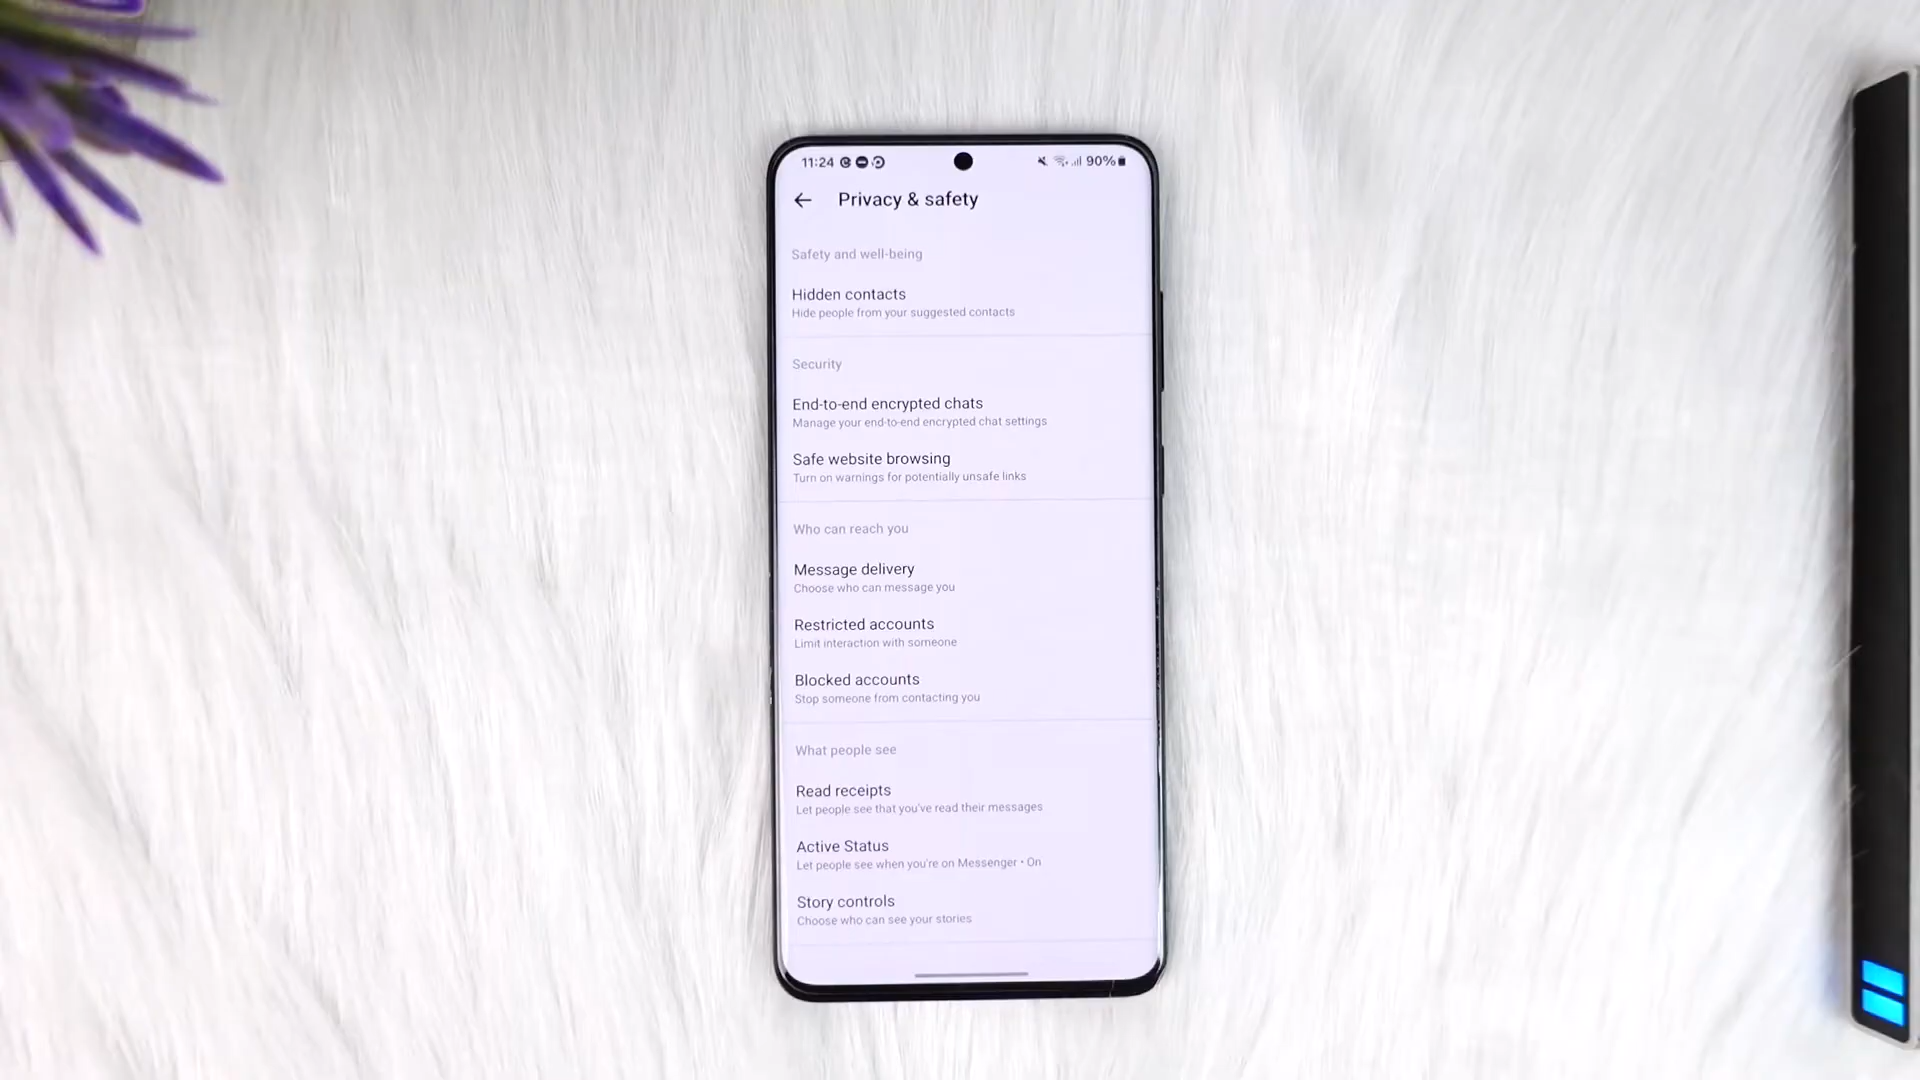 11:24 90%
Privacy & safety
Safety and well-being
Hidden contacts
Hide people from your suggested contacts
Security
End-to-end encrypted chats
Manage your end-to-end encrypted chat settings
Safe website browsing
Turn on warnings for potentially unsafe links
Who can reach you
Message delivery
Choose who can message you
Restricted accounts
Limit interaction with someone
Blocked accounts
Stop someone from contacting you
What people see
Read receipts
Let people see that you've read their messages
Active Status
Let people see when you're on Messenger • On
Story controls
Choose who can see your stories